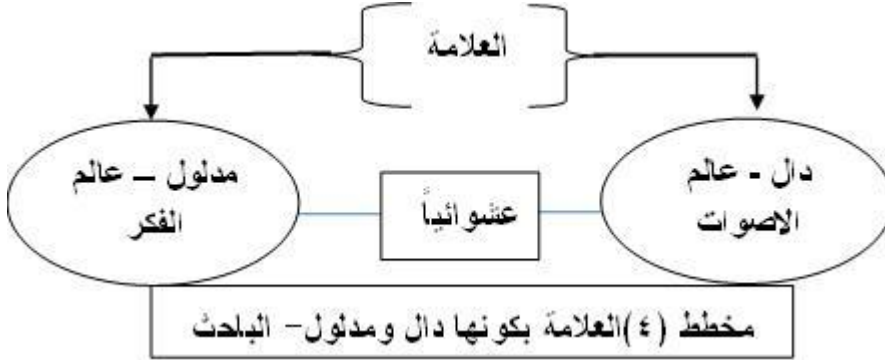 العلامة
دال - عالم
الاصوات
عشوائياً
مدلول – عالم
الفكر
مخطط (٤)العلامة بكونها دال ومدلول– الباحث